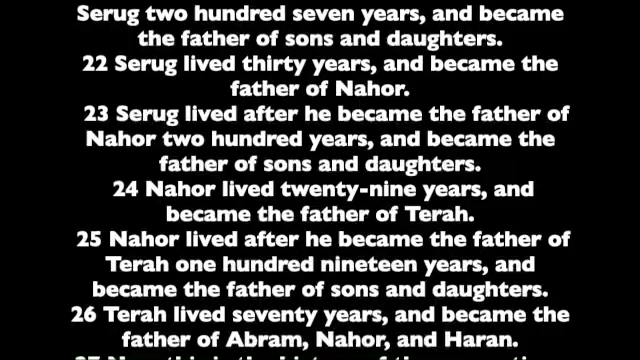 Serug two hundred seven years, and became
the father of sons and daughters.
22 Serug lived thirty years, and became the
father of Nahor.
23 Serug lived after he became the father of
Nahor two hundred years, and became the
father of sons and daughters.
24 Nahor lived twenty-nine years, and
became the father of Terah.
25 Nahor lived after he became the father of
Terah one hundred nineteen years, and
became the father of sons and daughters.
26 Terah lived seventy years, and became the
father of Abram, Nahor, and Haran.